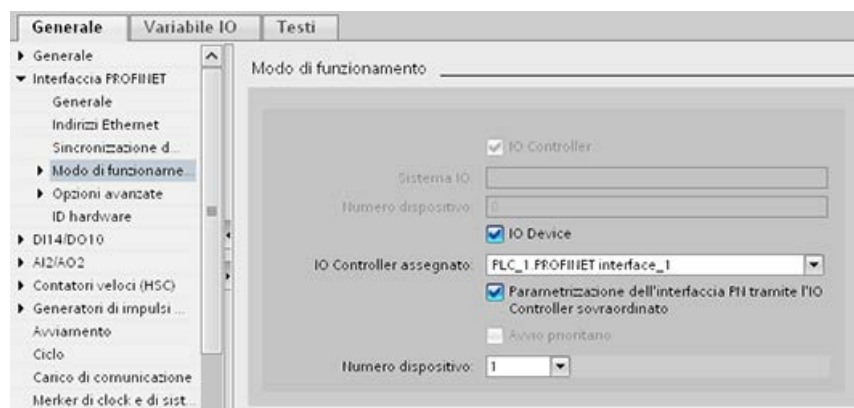 Generale
Variabile IO
Testi
Generale
Interfaccia PROFINET
Generale
Indirizzi Ethernet
Sincronizzazione d...
Modo di funzioname...
Opzioni avanzate
ID hardware
DI14/DO10
AI2/AO2
Contatori veloci (HSC)
Generatori di impulsi ...
Avviamento
Ciclo
Carico di comunicazione
Merker di clock e di sist...
Modo di funzionamento
IO Controller
Sistema IO:
Numero dispositivo: 0
IO Device
IO Controller assegnato: PLC_1.PROFINET interface_1
Parametrizzazione dell'interfaccia PN tramite l'IO
Controller sovraordinato
Avvio prioritario
Numero dispositivo: 1